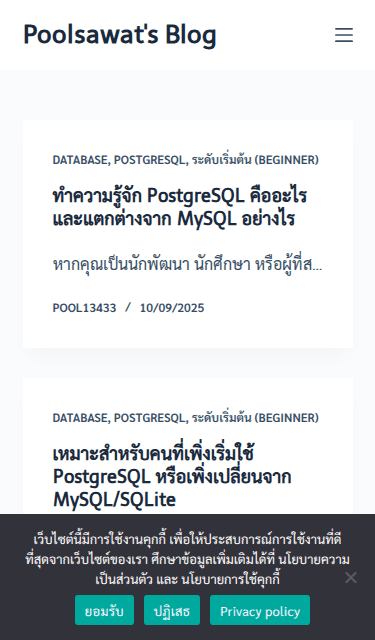 Poolsawat's Blog
DATABASE, POSTGRESQL, ระดับเริ่มต้น (BEGINNER)
ทำความรู้จัก PostgreSQL คืออะไร
และแตกต่างจาก MySQL อย่างไร
หากคุณเป็นนักพัฒนา นักศึกษา หรือผู้ที่ส...
POOL13433 / 10/09/2025
DATABASE, POSTGRESQL, ระดับเริ่มต้น (BEGINNER)
เหมาะสำหรับคนที่เพิ่งเริ่มใช้
PostgreSQL หรือเพิ่งเปลี่ยนจาก
MySQL/SQLite
เว็บไซต์นี้มีการใช้งานคุกกี้ เพื่อให้ประสบการณ์การใช้งานที่ดี
ที่สุดจากเว็บไซต์ของเรา ศึกษาข้อมูลเพิ่มเติมได้ที่ นโยบายความ
เป็นส่วนตัว และ นโยบายการใช้คุกกี้
ยอมรับ ปฏิเสธ Privacy policy